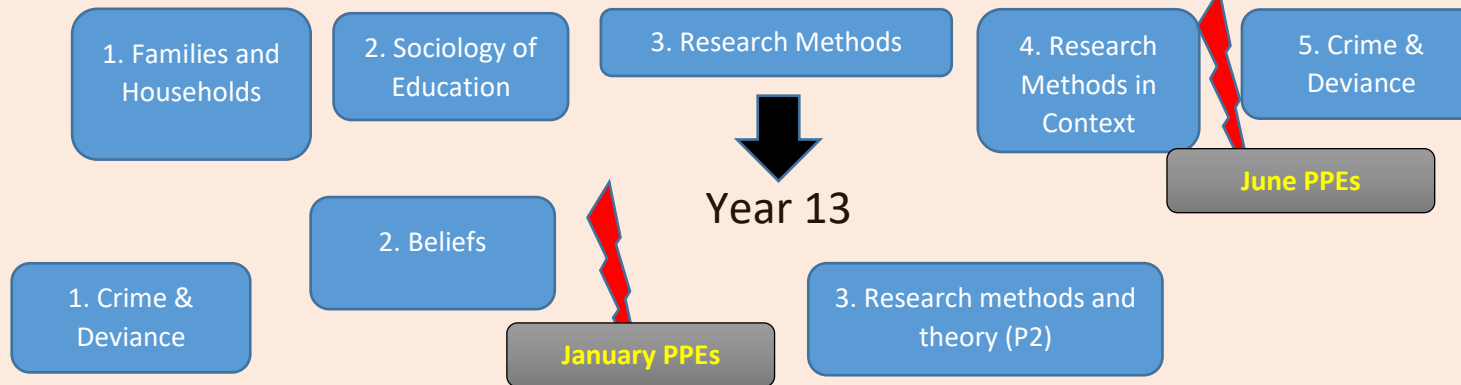 1. Families and
Households
2. Sociology of
Education
3. Research Methods
4. Research
Methods in
Context
5. Crime &
Deviance
June PPEs
Year 13
1. Crime &
Deviance
2. Beliefs
January PPEs
3. Research methods and
theory (P2)